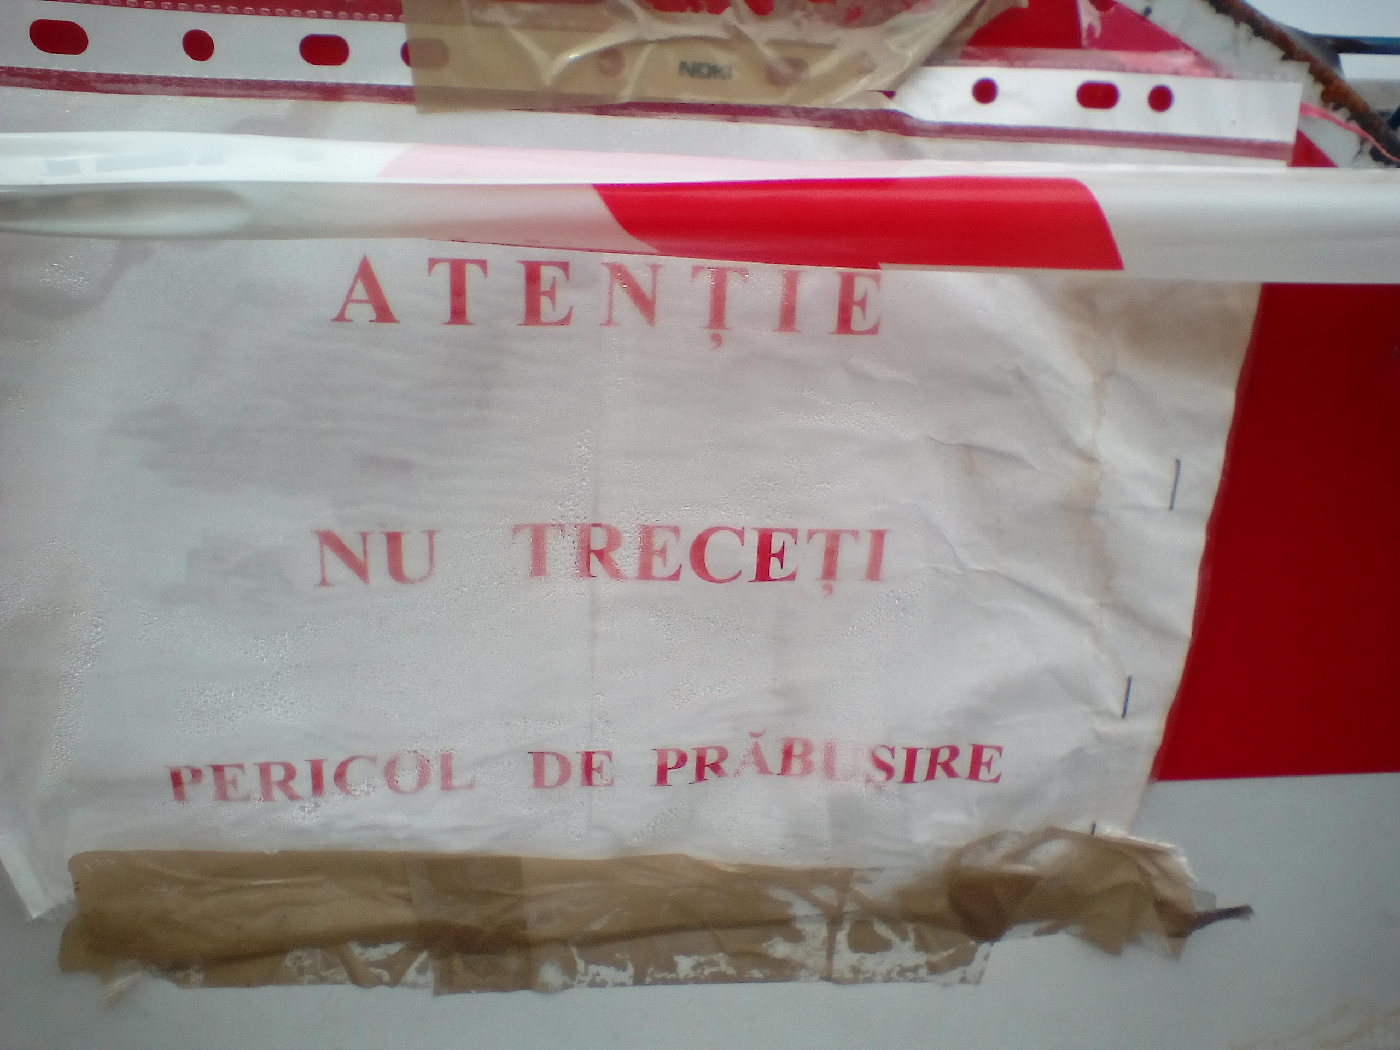 ATENȚIE
NU TRECEȚI
PERICOL DE PRĂBUȘIRE